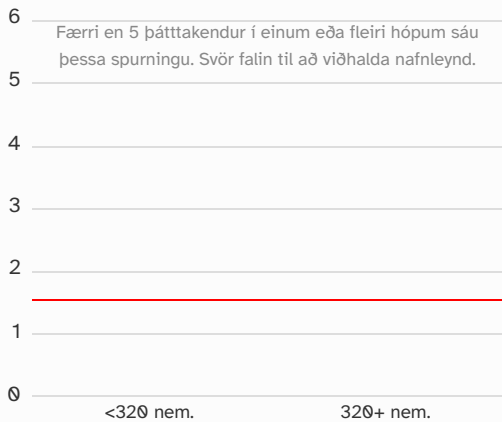 6
Færri en 5 þátttakendur í einum eða fleiri hópum sáu
þessa spurningu. Svör falin til að viðhalda nafnleynd.
5
4
3
2
1
0
<320 nem. 320+ nem.